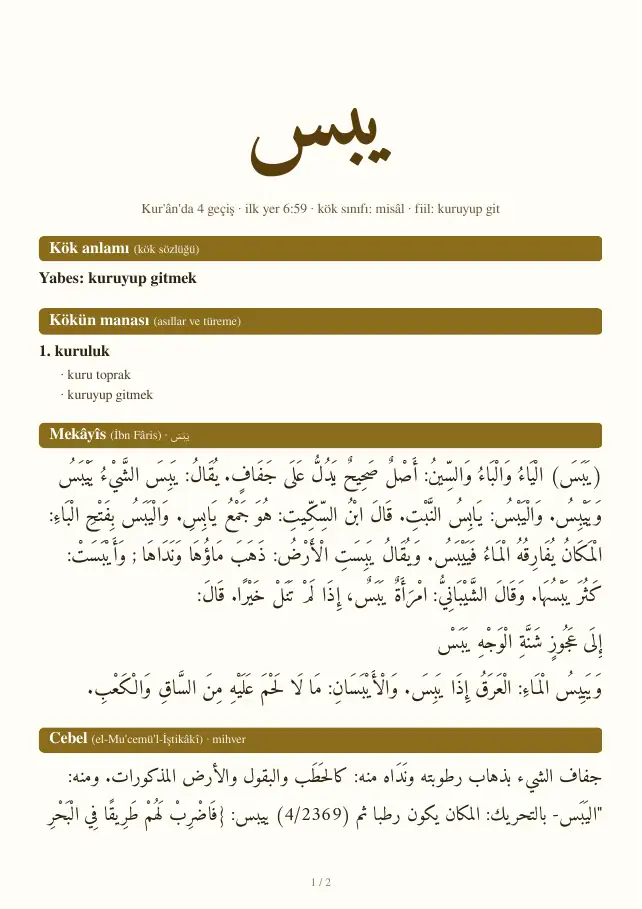 يبس
Kur'ân'da 4 geçiş · ilk yer 6:59 · kök sınıfı: misâl · fiil: kuruyup git
Kök anlamı (kök sözlüğü)
Yabes: kuruyup gitmek
Kökün manası (asıllar ve türeme)
1. kuruluk
· kuru toprak
· kuruyup gitmek
Mekâyîs (İbn Fâris) · يَبَسَ
(يَبَسَ) الْيَاءُ وَالْبَاءُ وَالسِّينُ: أَصْلٌ صَحِيحٌ يَدُلُّ عَلَى جَفَافٍ. يُقَالُ: يَبِسَ الشَّيْءُ يَيْبَسُ
وَيَيْبِسُ. وَالْيَبْسُ: يَابِسُ النَّبْتِ. قَالَ ابْنُ السِّكِّيتِ: هُوَ جَمْعُ يَابِسٍ. وَالْيَبَسُ بِفَتْحِ الْبَاءِ:
الْمَكَانُ يُفَارِقُهُ الْمَاءُ فَيَيْبَسُ. وَيُقَالُ يَبِسَتِ الْأَرْضُ: ذَهَبَ مَاؤُهَا وَنَدَاهَا ; وَأَيْبَسَتْ:
كَثُرَ يَبْسُهَا. وَقَالَ الشَّيْبَانِيُّ: امْرَأَةٌ يَبَسٌ، إِذَا لَمْ تَنَلْ خَيْرًا. قَالَ:
إِلَى عَجُوزٍ شَنَّةِ الْوَجْهِ يَبَسْ
وَيَبِيسُ الْمَاءِ: الْعَرَقُ إِذَا يَبِسَ. وَالْأَيْبَسَانِ: مَا لَا لَحْمَ عَلَيْهِ مِنَ السَّاقِ وَالْكَعْبِ.
Cebel (el-Mu'cemü'l-İştikâkî) · mihver
جفاف الشيء بذهاب رطوبته ونَدَاه منه: كالحَطَب والبقول والأرض المذكورات. ومنه:
"اليَبَس- بالتحريك: المكان يكون رطبا ثم (4/2369) ييبس: {فَاضْرِبْ لَهُمْ طَرِيقًا فِي الْبَحْرِ
1 / 2